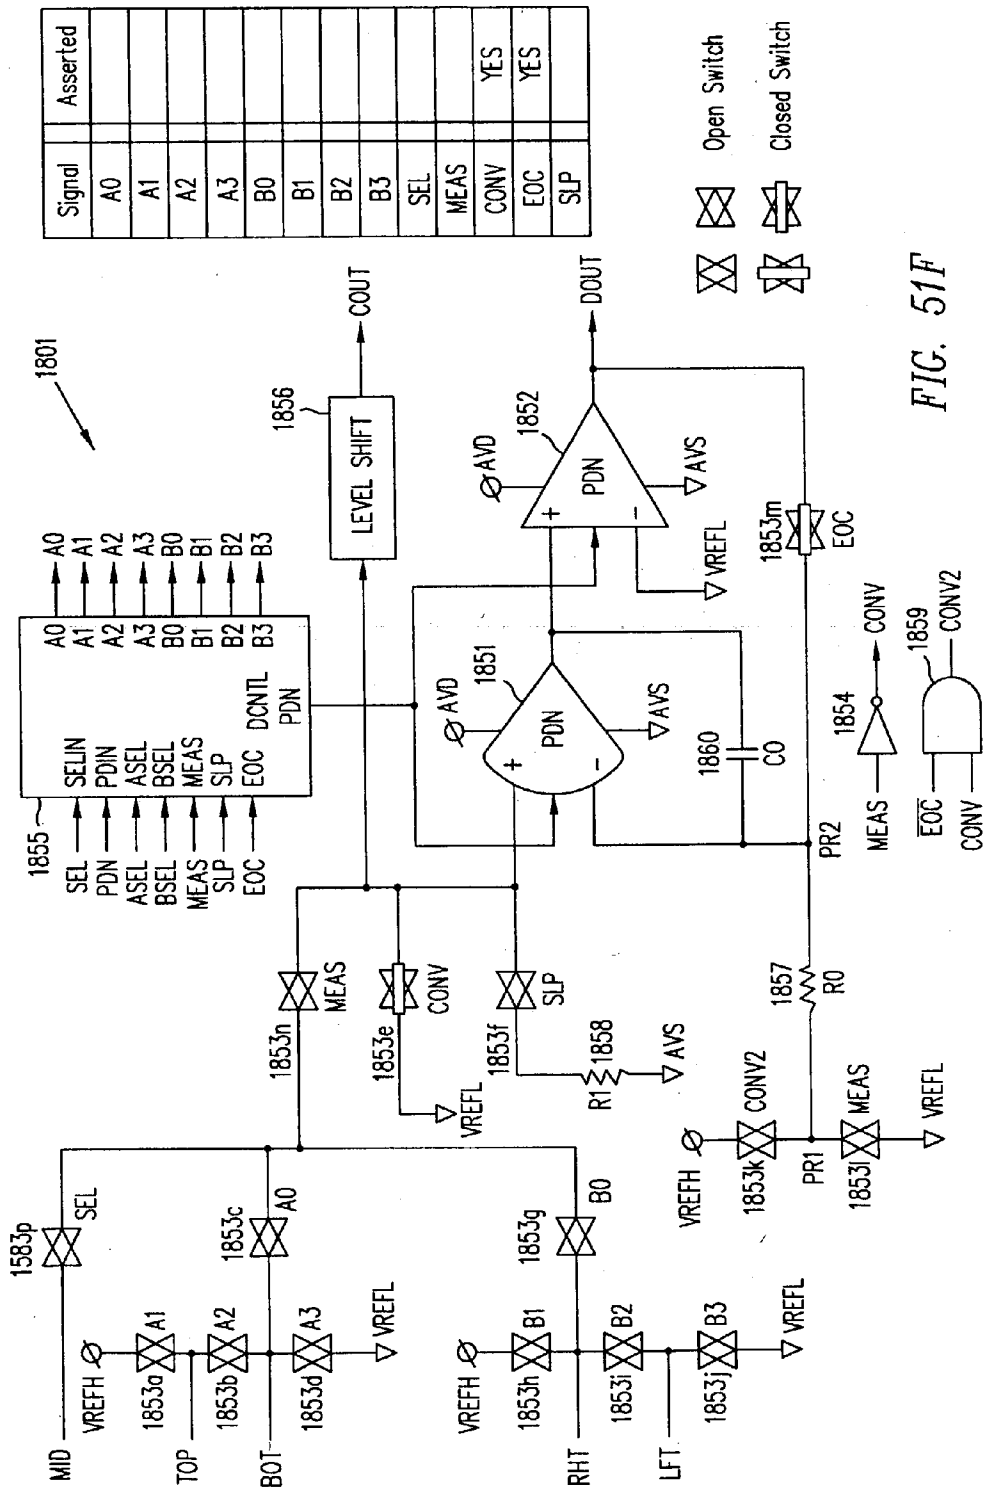 1583p
MID
SEL
VREFH
1853a
A1
TOP
1853b
A2
1853c
A0
BOT
1853d
A3
VREFL
VREFH
1853h
B1
1853g
B0
RHT
1853i
B2
LFT
1853j
B3
VREFL
1853n
MEAS
1853e
CONV
VREFL
1853f
SLP
R1
1858
AVS
VREFH
1853k
CONV2
PR1
1853l
MEAS
VREFL
1857
R0
PR2
1855
SEL
PDN
ASEL
BSEL
MEAS
SLP
EOC
SELIN
PDIN
ASEL
BSEL
MEAS
SLP
EOC
DCNTL
PDN
A0
A1
A2
A3
B0
B1
B2
B3
A0
A1
A2
A3
B0
B1
B2
B3
1801
1856
LEVEL SHIFT
COUT
AVD
1851
+
PDN
−
AVS
1860
CO
AVD
1852
+
PDN
−
AVS
VREFL
DOUT
1853m
EOC
1854
MEAS
CONV
1859
E̅O̅C̅
CONV
CONV2
Signal Asserted
A0
A1
A2
A3
B0
B1
B2
B3
SEL
MEAS
CONV YES
EOC YES
SLP
Open Switch
Closed Switch
FIG. 51F